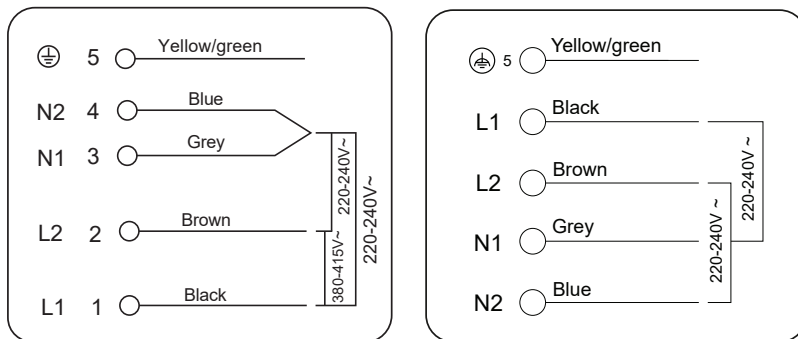 5 Yellow/green
N2 4 Blue
N1 3 Grey
L2 2 Brown
L1 1 Black
220-240V~
380-415V~
220-240V~
5 Yellow/green
L1 Black
L2 Brown
N1 Grey
N2 Blue
220-240V~
220-240V~